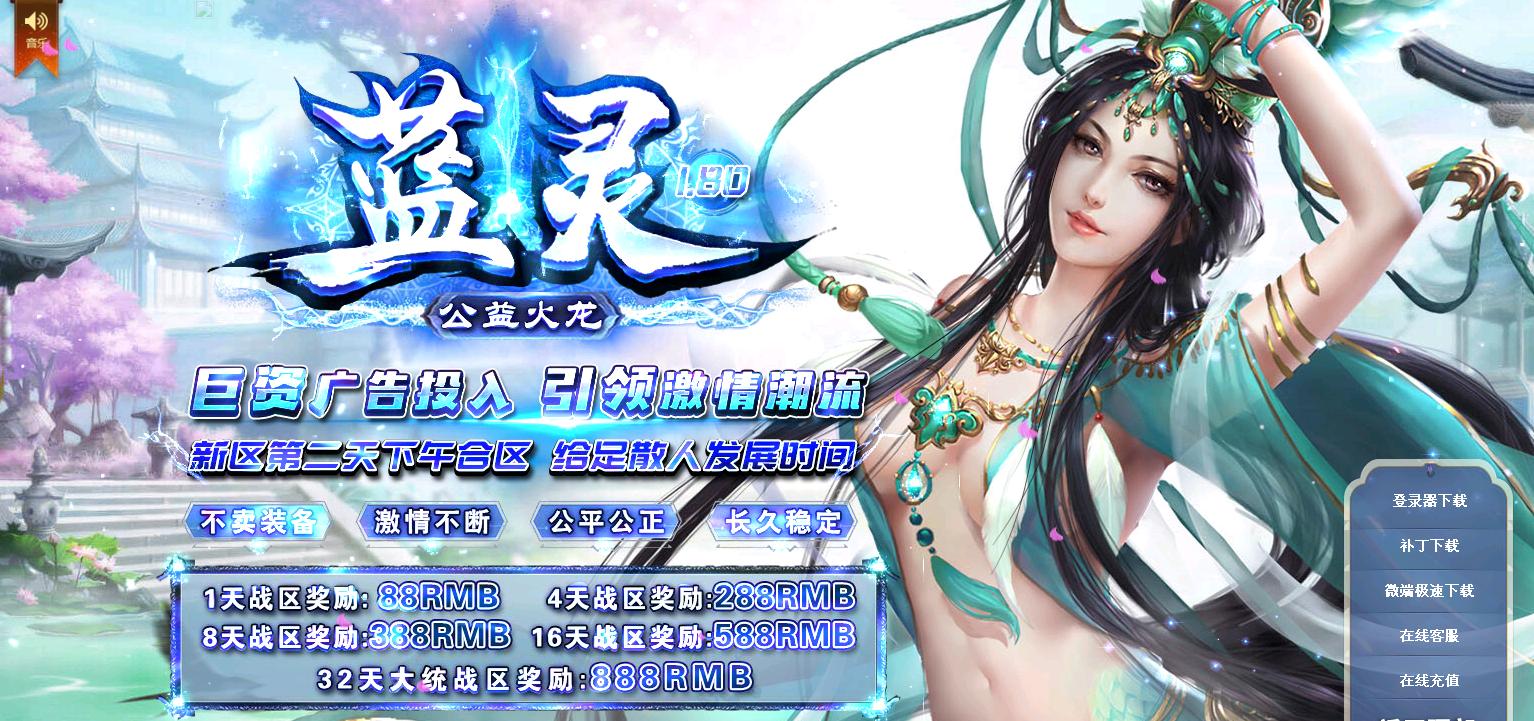 音乐
蓝灵
1.80
公益火龙
巨资广告投入 引领激情潮流
新区第二天下午合区 给足散人发展时间
不卖装备 激情不断 公平公正 长久稳定
1天战区奖励:88RMB 4天战区奖励:288RMB
8天战区奖励:388RMB 16天战区奖励:588RMB
32天大统战区奖励:888RMB
登录器下载
补丁下载
微端极速下载
在线客服
在线充值